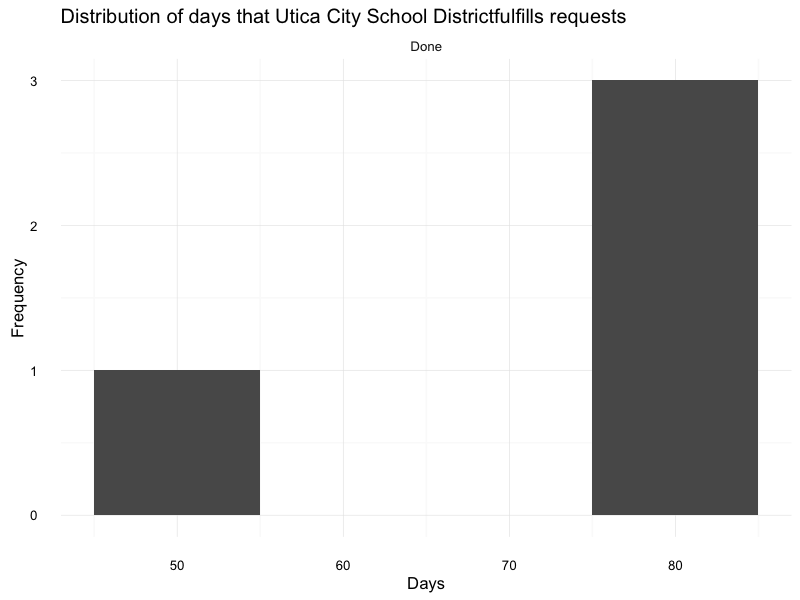 Distribution of days that Utica City School Districtfulfills requests
Done
3
2
1
0
Frequency
50 60 70 80
Days